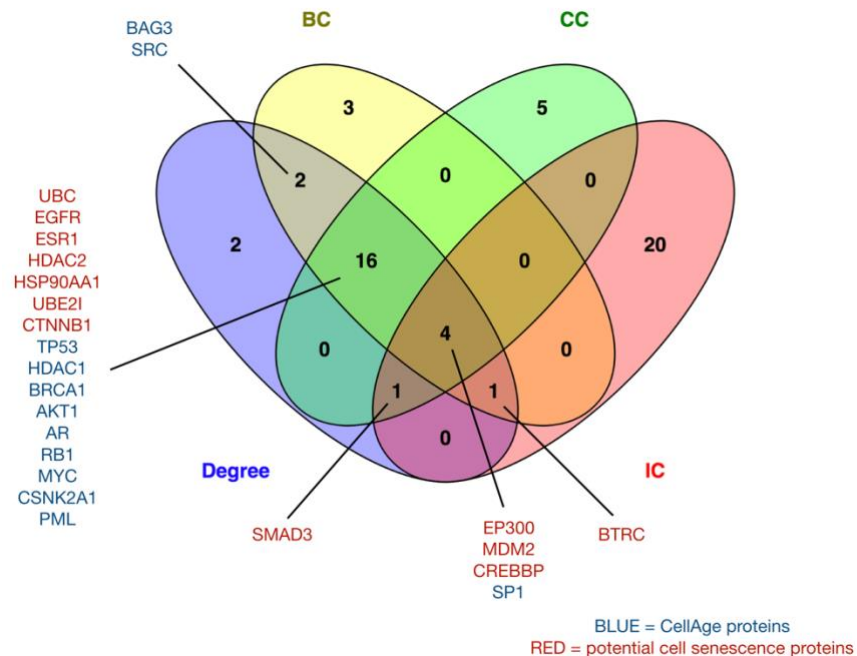 BC
CC
BAG3
SRC
3
5
2
0
0
UBC
EGFR
ESR1
HDAC2
HSP90AA1
UBE2I
CTNNB1
TP53
HDAC1
BRCA1
AKT1
AR
RB1
MYC
CSNK2A1
PML
2
16
0
20
0
4
0
1
1
0
Degree
IC
SMAD3
EP300
MDM2
CREBBP
SP1
BTRC
BLUE = CellAge proteins
RED = potential cell senescence proteins